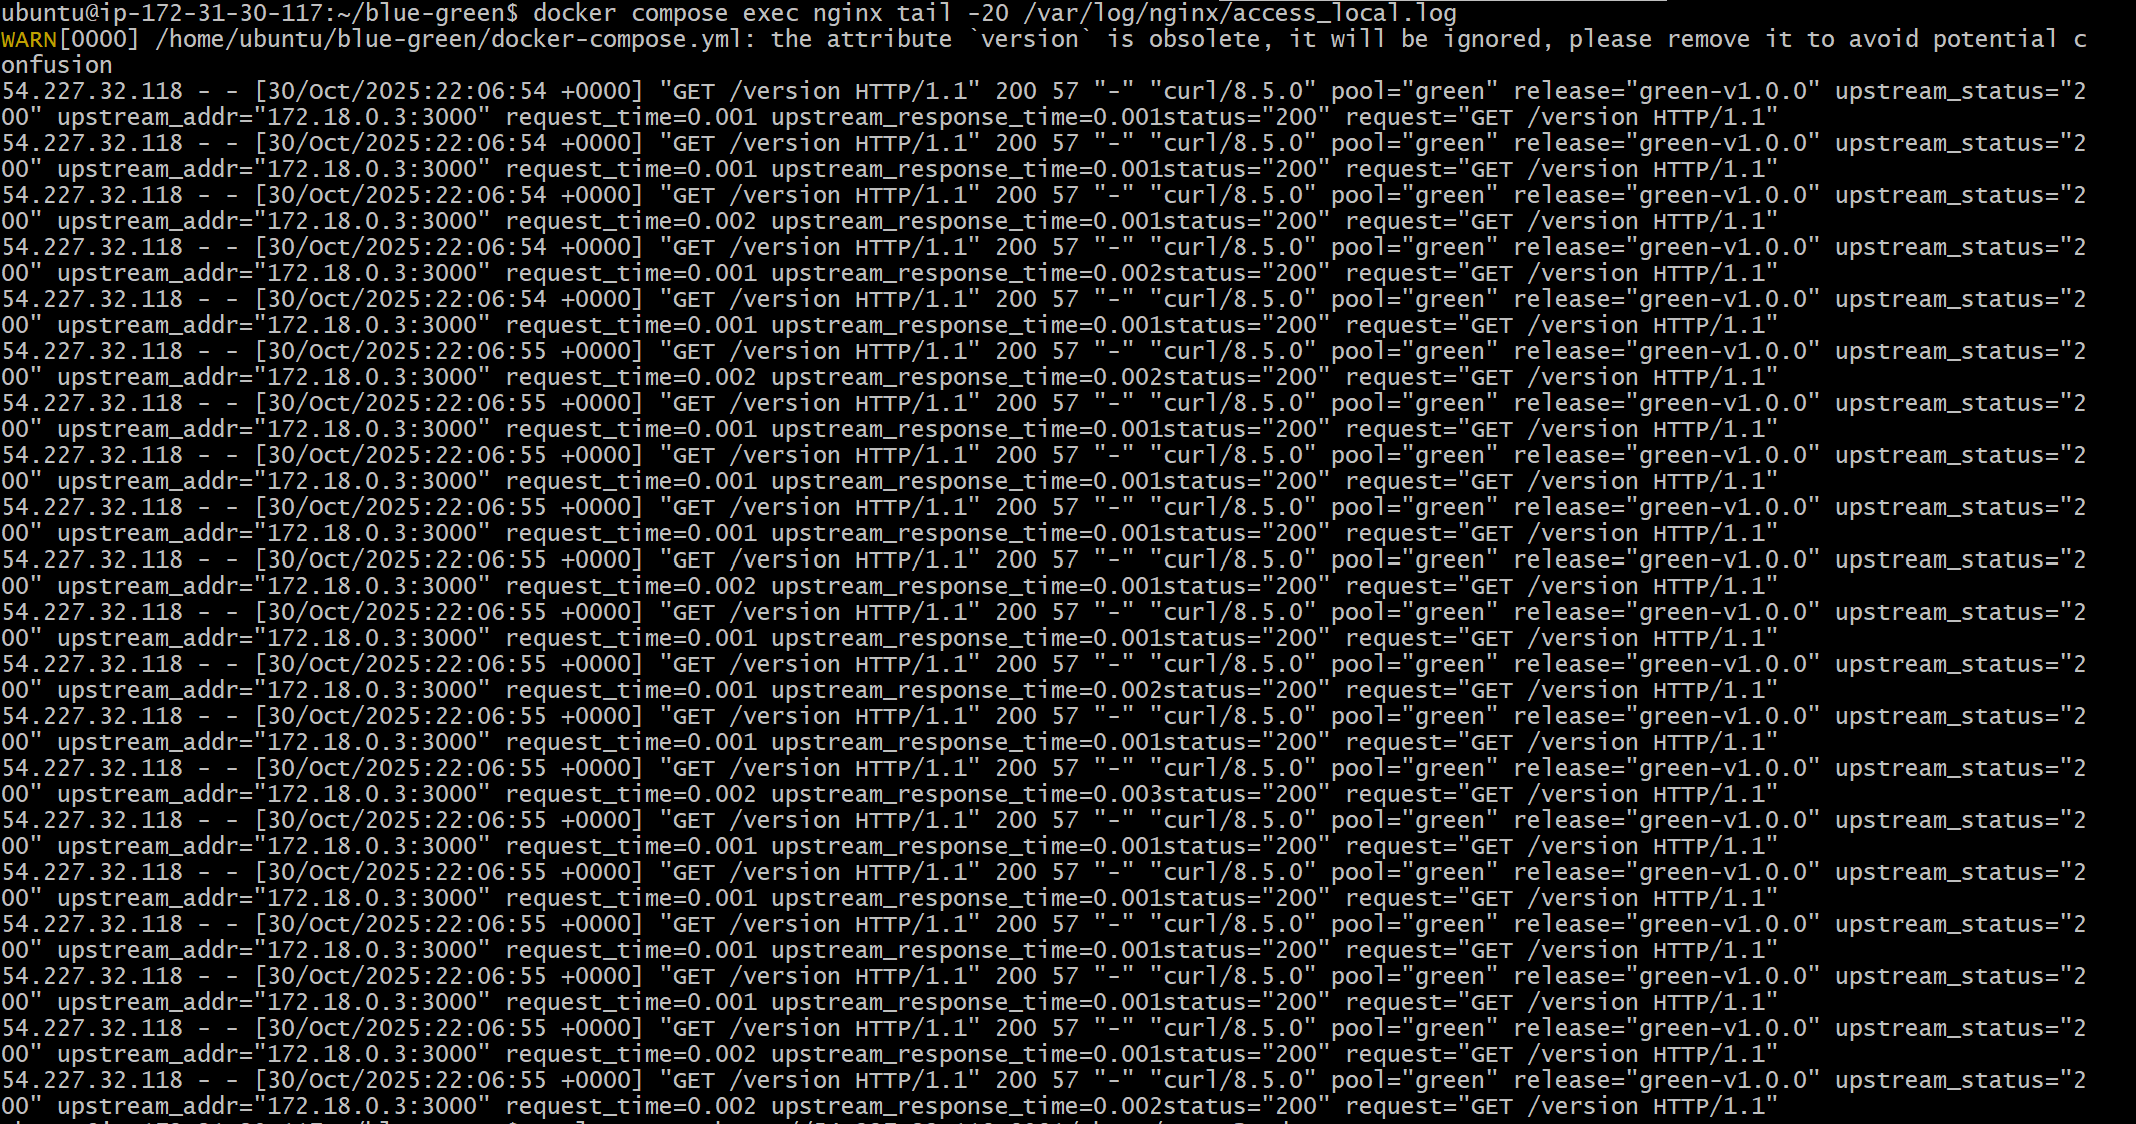 ubuntu@ip-172-31-30-117:~/blue-green$ docker compose exec nginx tail -20 /var/log/nginx/access_local.log
WARN[0000] /home/ubuntu/blue-green/docker-compose.yml: the attribute `version` is obsolete, it will be ignored, please remove it to avoid potential c
onfusion
54.227.32.118 - - [30/Oct/2025:22:06:54 +0000] "GET /version HTTP/1.1" 200 57 "-" "curl/8.5.0" pool="green" release="green-v1.0.0" upstream_status="2
00" upstream_addr="172.18.0.3:3000" request_time=0.001 upstream_response_time=0.001status="200" request="GET /version HTTP/1.1"
54.227.32.118 - - [30/Oct/2025:22:06:54 +0000] "GET /version HTTP/1.1" 200 57 "-" "curl/8.5.0" pool="green" release="green-v1.0.0" upstream_status="2
00" upstream_addr="172.18.0.3:3000" request_time=0.001 upstream_response_time=0.001status="200" request="GET /version HTTP/1.1"
54.227.32.118 - - [30/Oct/2025:22:06:54 +0000] "GET /version HTTP/1.1" 200 57 "-" "curl/8.5.0" pool="green" release="green-v1.0.0" upstream_status="2
00" upstream_addr="172.18.0.3:3000" request_time=0.002 upstream_response_time=0.001status="200" request="GET /version HTTP/1.1"
54.227.32.118 - - [30/Oct/2025:22:06:54 +0000] "GET /version HTTP/1.1" 200 57 "-" "curl/8.5.0" pool="green" release="green-v1.0.0" upstream_status="2
00" upstream_addr="172.18.0.3:3000" request_time=0.001 upstream_response_time=0.002status="200" request="GET /version HTTP/1.1"
54.227.32.118 - - [30/Oct/2025:22:06:54 +0000] "GET /version HTTP/1.1" 200 57 "-" "curl/8.5.0" pool="green" release="green-v1.0.0" upstream_status="2
00" upstream_addr="172.18.0.3:3000" request_time=0.001 upstream_response_time=0.001status="200" request="GET /version HTTP/1.1"
54.227.32.118 - - [30/Oct/2025:22:06:55 +0000] "GET /version HTTP/1.1" 200 57 "-" "curl/8.5.0" pool="green" release="green-v1.0.0" upstream_status="2
00" upstream_addr="172.18.0.3:3000" request_time=0.002 upstream_response_time=0.002status="200" request="GET /version HTTP/1.1"
54.227.32.118 - - [30/Oct/2025:22:06:55 +0000] "GET /version HTTP/1.1" 200 57 "-" "curl/8.5.0" pool="green" release="green-v1.0.0" upstream_status="2
00" upstream_addr="172.18.0.3:3000" request_time=0.001 upstream_response_time=0.001status="200" request="GET /version HTTP/1.1"
54.227.32.118 - - [30/Oct/2025:22:06:55 +0000] "GET /version HTTP/1.1" 200 57 "-" "curl/8.5.0" pool="green" release="green-v1.0.0" upstream_status="2
00" upstream_addr="172.18.0.3:3000" request_time=0.001 upstream_response_time=0.001status="200" request="GET /version HTTP/1.1"
54.227.32.118 - - [30/Oct/2025:22:06:55 +0000] "GET /version HTTP/1.1" 200 57 "-" "curl/8.5.0" pool="green" release="green-v1.0.0" upstream_status="2
00" upstream_addr="172.18.0.3:3000" request_time=0.001 upstream_response_time=0.001status="200" request="GET /version HTTP/1.1"
54.227.32.118 - - [30/Oct/2025:22:06:55 +0000] "GET /version HTTP/1.1" 200 57 "-" "curl/8.5.0" pool="green" release="green-v1.0.0" upstream_status="2
00" upstream_addr="172.18.0.3:3000" request_time=0.002 upstream_response_time=0.001status="200" request="GET /version HTTP/1.1"
54.227.32.118 - - [30/Oct/2025:22:06:55 +0000] "GET /version HTTP/1.1" 200 57 "-" "curl/8.5.0" pool="green" release="green-v1.0.0" upstream_status="2
00" upstream_addr="172.18.0.3:3000" request_time=0.001 upstream_response_time=0.001status="200" request="GET /version HTTP/1.1"
54.227.32.118 - - [30/Oct/2025:22:06:55 +0000] "GET /version HTTP/1.1" 200 57 "-" "curl/8.5.0" pool="green" release="green-v1.0.0" upstream_status="2
00" upstream_addr="172.18.0.3:3000" request_time=0.001 upstream_response_time=0.002status="200" request="GET /version HTTP/1.1"
54.227.32.118 - - [30/Oct/2025:22:06:55 +0000] "GET /version HTTP/1.1" 200 57 "-" "curl/8.5.0" pool="green" release="green-v1.0.0" upstream_status="2
00" upstream_addr="172.18.0.3:3000" request_time=0.001 upstream_response_time=0.001status="200" request="GET /version HTTP/1.1"
54.227.32.118 - - [30/Oct/2025:22:06:55 +0000] "GET /version HTTP/1.1" 200 57 "-" "curl/8.5.0" pool="green" release="green-v1.0.0" upstream_status="2
00" upstream_addr="172.18.0.3:3000" request_time=0.002 upstream_response_time=0.003status="200" request="GET /version HTTP/1.1"
54.227.32.118 - - [30/Oct/2025:22:06:55 +0000] "GET /version HTTP/1.1" 200 57 "-" "curl/8.5.0" pool="green" release="green-v1.0.0" upstream_status="2
00" upstream_addr="172.18.0.3:3000" request_time=0.001 upstream_response_time=0.001status="200" request="GET /version HTTP/1.1"
54.227.32.118 - - [30/Oct/2025:22:06:55 +0000] "GET /version HTTP/1.1" 200 57 "-" "curl/8.5.0" pool="green" release="green-v1.0.0" upstream_status="2
00" upstream_addr="172.18.0.3:3000" request_time=0.001 upstream_response_time=0.001status="200" request="GET /version HTTP/1.1"
54.227.32.118 - - [30/Oct/2025:22:06:55 +0000] "GET /version HTTP/1.1" 200 57 "-" "curl/8.5.0" pool="green" release="green-v1.0.0" upstream_status="2
00" upstream_addr="172.18.0.3:3000" request_time=0.001 upstream_response_time=0.001status="200" request="GET /version HTTP/1.1"
54.227.32.118 - - [30/Oct/2025:22:06:55 +0000] "GET /version HTTP/1.1" 200 57 "-" "curl/8.5.0" pool="green" release="green-v1.0.0" upstream_status="2
00" upstream_addr="172.18.0.3:3000" request_time=0.001 upstream_response_time=0.001status="200" request="GET /version HTTP/1.1"
54.227.32.118 - - [30/Oct/2025:22:06:55 +0000] "GET /version HTTP/1.1" 200 57 "-" "curl/8.5.0" pool="green" release="green-v1.0.0" upstream_status="2
00" upstream_addr="172.18.0.3:3000" request_time=0.002 upstream_response_time=0.001status="200" request="GET /version HTTP/1.1"
54.227.32.118 - - [30/Oct/2025:22:06:55 +0000] "GET /version HTTP/1.1" 200 57 "-" "curl/8.5.0" pool="green" release="green-v1.0.0" upstream_status="2
00" upstream_addr="172.18.0.3:3000" request_time=0.002 upstream_response_time=0.002status="200" request="GET /version HTTP/1.1"